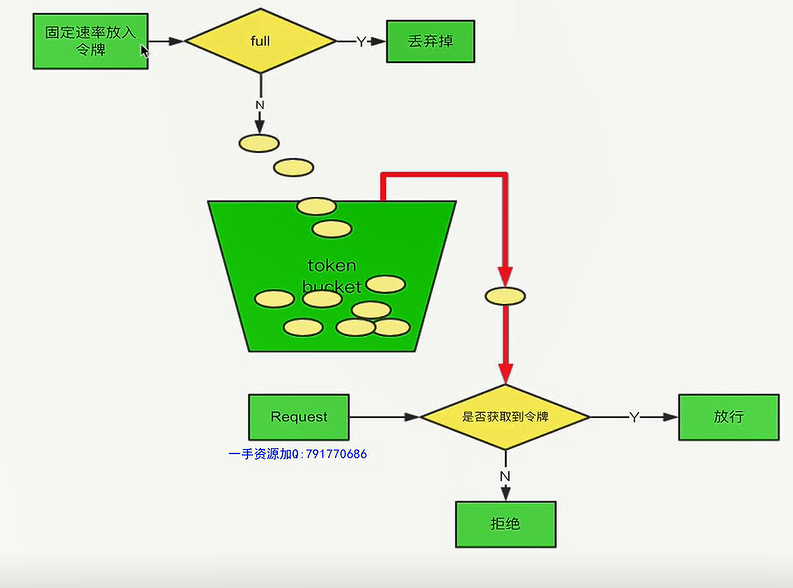 固定速率放入
令牌
full
Y
丢弃掉
N
token
bucket
Request
是否获取到令牌
Y
放行
一手资源加Q:791770686
N
拒绝